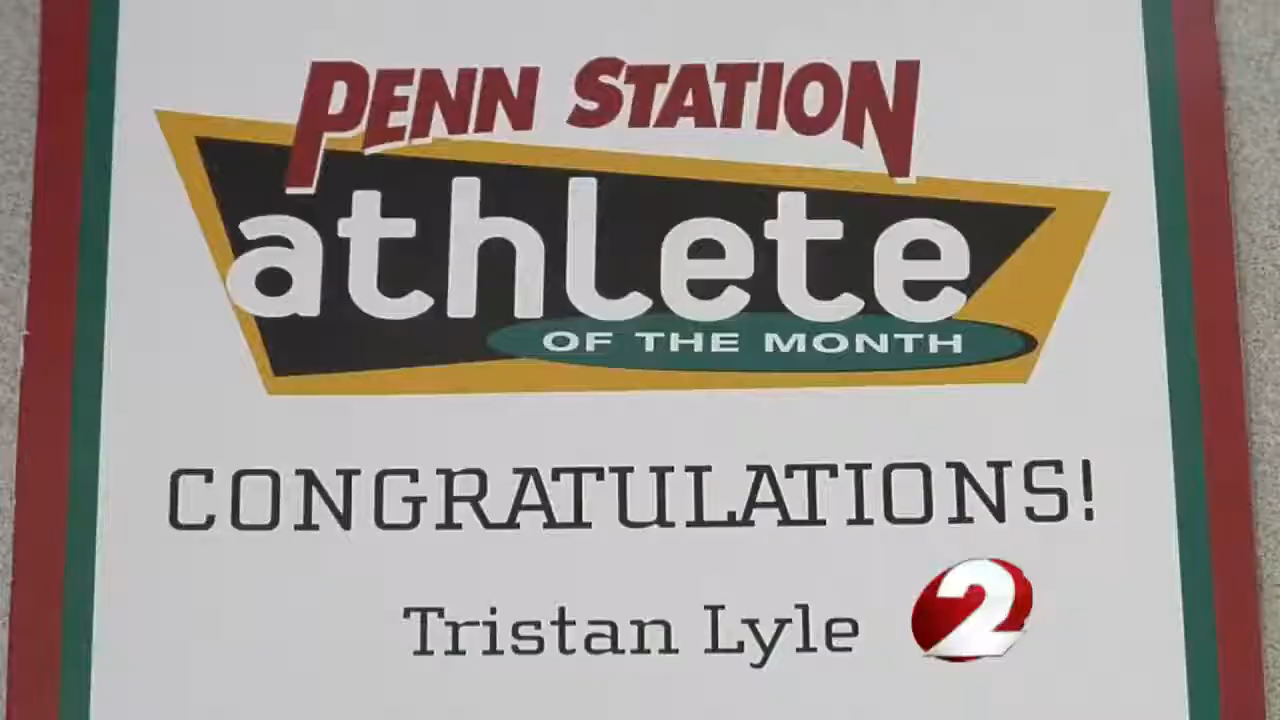 PENN STATION
athlete
OF THE MONTH
CONGRATULATIONS!
Tristan Lyle
2